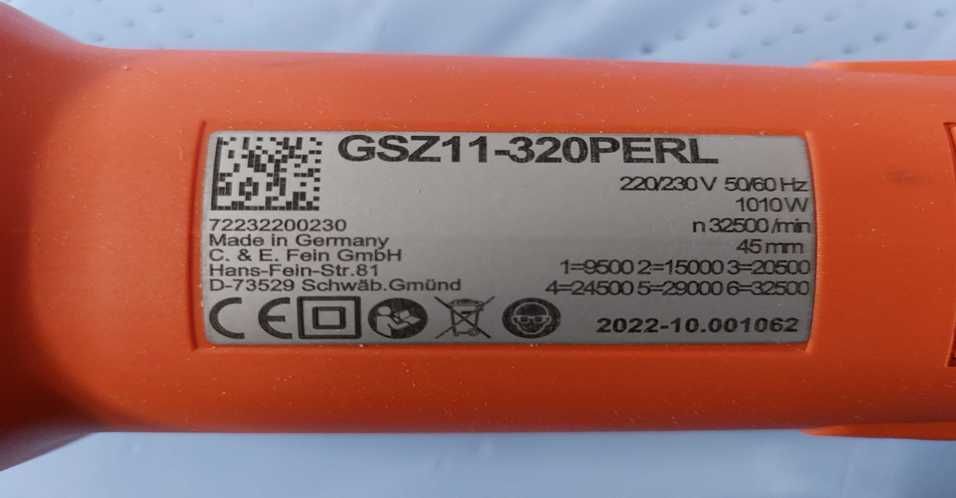 GSZ11-320PERL
220/230 V 50/60 Hz
1010 W
n 32500 /min
45 mm
1=9500 2=15000 3=20500
4=24500 5=29000 6=32500
72232200230
Made in Germany
C. & E. Fein GmbH
Hans-Fein-Str.81
D-73529 Schwäb.Gmünd
CE
2022-10.001062